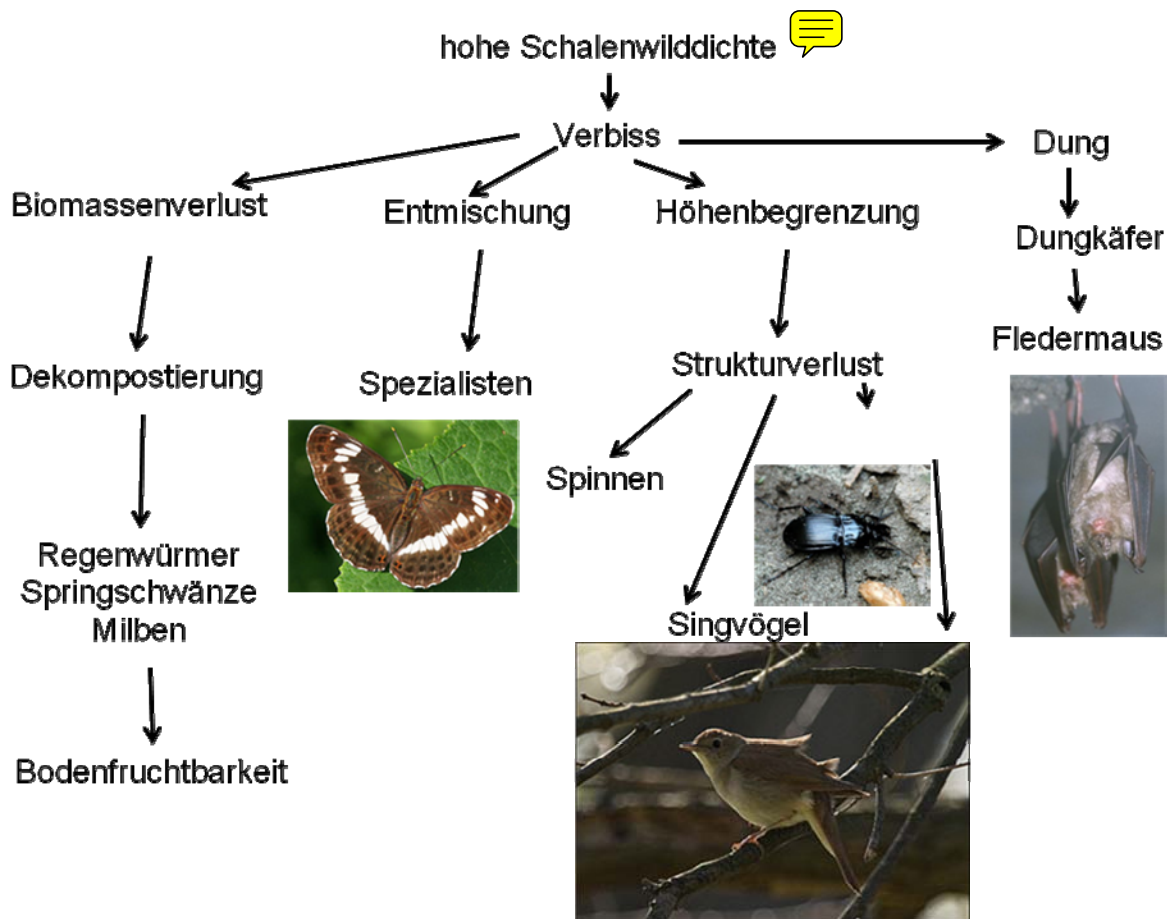 hohe Schalenwilddichte
Verbiss
Dung
Biomassenverlust
Entmischung
Höhenbegrenzung
Dungkäfer
Fledermaus
Dekompostierung
Spezialisten
Strukturverlust
Spinnen
Regenwürmer
Springschwänze
Milben
Singvögel
Bodenfruchtbarkeit